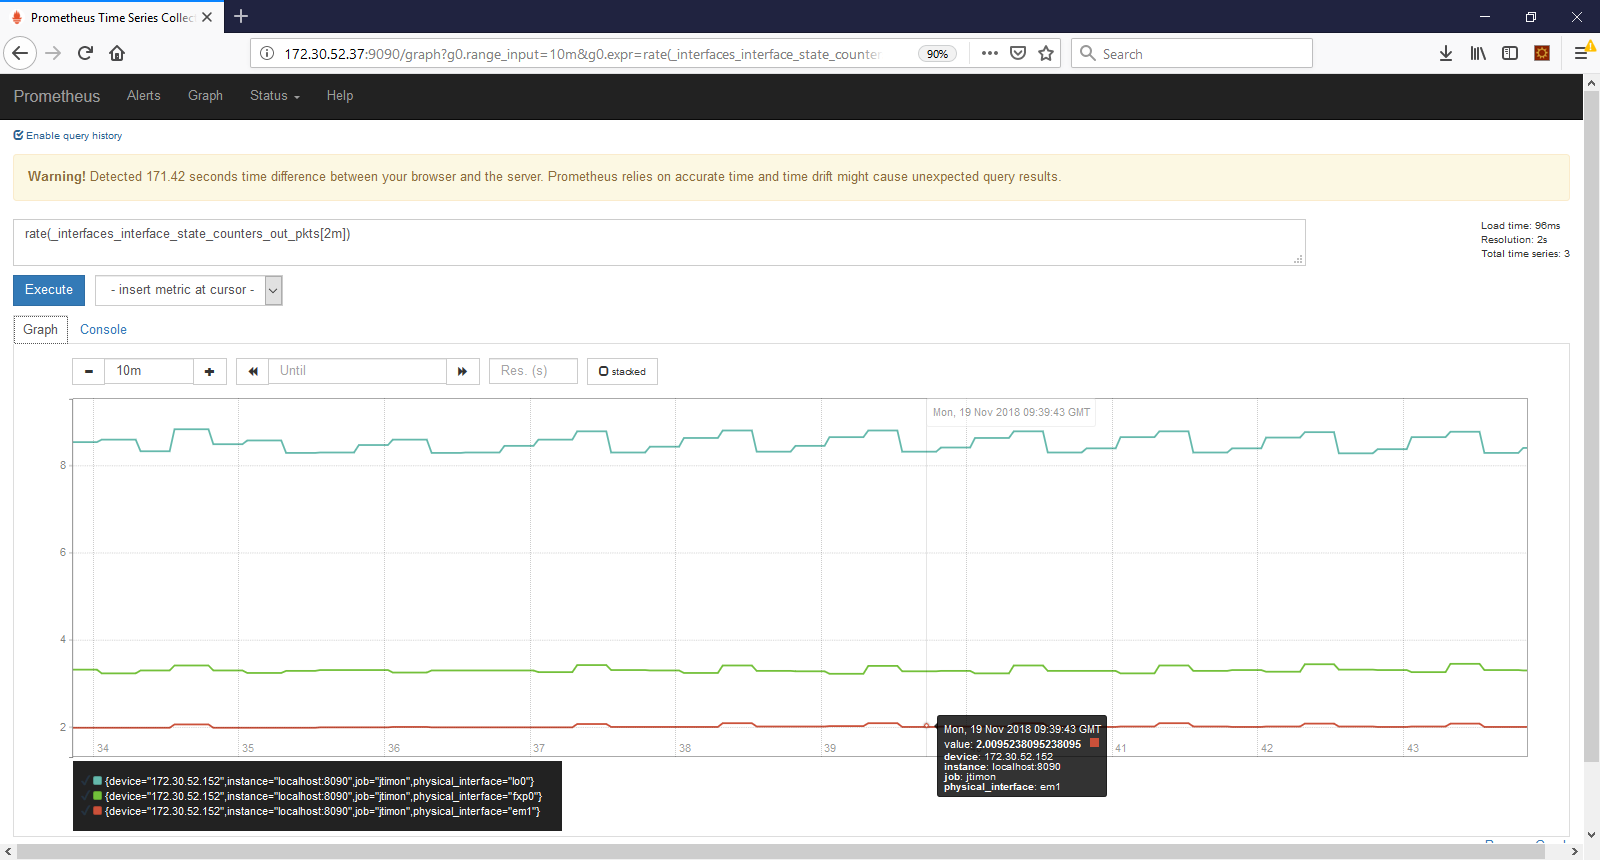 Prometheus Time Series Collec
172.30.52.37:9090/graph?g0.range_input=10m&g0.expr=rate(_interfaces_interface_state_counter
90%
Search
Prometheus Alerts Graph Status Help
Enable query history
Warning! Detected 171.42 seconds time difference between your browser and the server. Prometheus relies on accurate time and time drift might cause unexpected query results.
rate(_interfaces_interface_state_counters_out_pkts[2m])
Load time: 96ms
Resolution: 2s
Total time series: 3
Execute
- insert metric at cursor -
Graph Console
10m Until Res. (s) stacked
Mon, 19 Nov 2018 09:39:43 GMT
8
6
4
2
34 35 36 37 38 39 41 42 43
Mon, 19 Nov 2018 09:39:43 GMT
value: 2.0095238095238095
device: 172.30.52.152
instance: localhost:8090
job: jtimon
physical_interface: em1
{device="172.30.52.152",instance="localhost:8090",job="jtimon",physical_interface="lo0"}
{device="172.30.52.152",instance="localhost:8090",job="jtimon",physical_interface="fxp0"}
{device="172.30.52.152",instance="localhost:8090",job="jtimon",physical_interface="em1"}